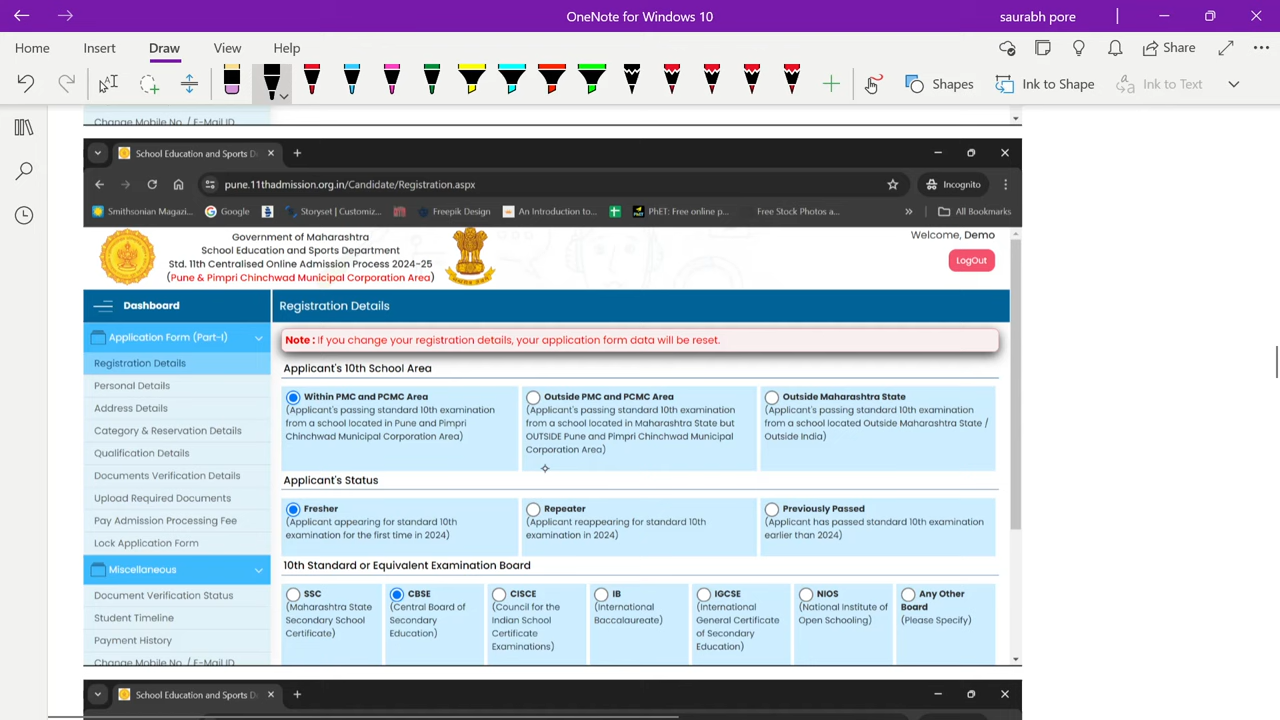 OneNote for Windows 10
saurabh pore
Home Insert Draw View Help
Share
Shapes Ink to Shape Ink to Text
Change Mobile No. / E-Mail ID
School Education and Sports D
pune.11thadmission.org.in/Candidate/Registration.aspx
Incognito
Smithsonian Magazi... Google Storyset | Customiz... Freepik Design An Introduction to... PhET: Free online p... Free Stock Photos a... » All Bookmarks
Government of Maharashtra
School Education and Sports Department
Std. 11th Centralised Online Admission Process 2024-25
(Pune & Pimpri Chinchwad Municipal Corporation Area)
Welcome, Demo
LogOut
Dashboard
Application Form (Part-I)
Registration Details
Personal Details
Address Details
Category & Reservation Details
Qualification Details
Documents Verification Details
Upload Required Documents
Pay Admission Processing Fee
Lock Application Form
Miscellaneous
Document Verification Status
Student Timeline
Payment History
Change Mobile No. / E-Mail ID
Registration Details
Note : If you change your registration details, your application form data will be reset.
Applicant's 10th School Area
Within PMC and PCMC Area
(Applicant's passing standard 10th examination
from a school located in Pune and Pimpri
Chinchwad Municipal Corporation Area)
Outside PMC and PCMC Area
(Applicant's passing standard 10th examination
from a school located in Maharashtra State but
OUTSIDE Pune and Pimpri Chinchwad Municipal
Corporation Area)
Outside Maharashtra State
(Applicant's passing standard 10th examination
from a school located Outside Maharashtra State /
Outside India)
Applicant's Status
Fresher
(Applicant appearing for standard 10th
examination for the first time in 2024)
Repeater
(Applicant reappearing for standard 10th
examination in 2024)
Previously Passed
(Applicant has passed standard 10th examination
earlier than 2024)
10th Standard or Equivalent Examination Board
SSC
(Maharashtra State
Secondary School
Certificate)
CBSE
(Central Board of
Secondary
Education)
CISCE
(Council for the
Indian School
Certificate
Examinations)
IB
(International
Baccalaureate)
IGCSE
(International
General Certificate
of Secondary
Education)
NIOS
(National Institute of
Open Schooling)
Any Other
Board
(Please Specify)
School Education and Sports D